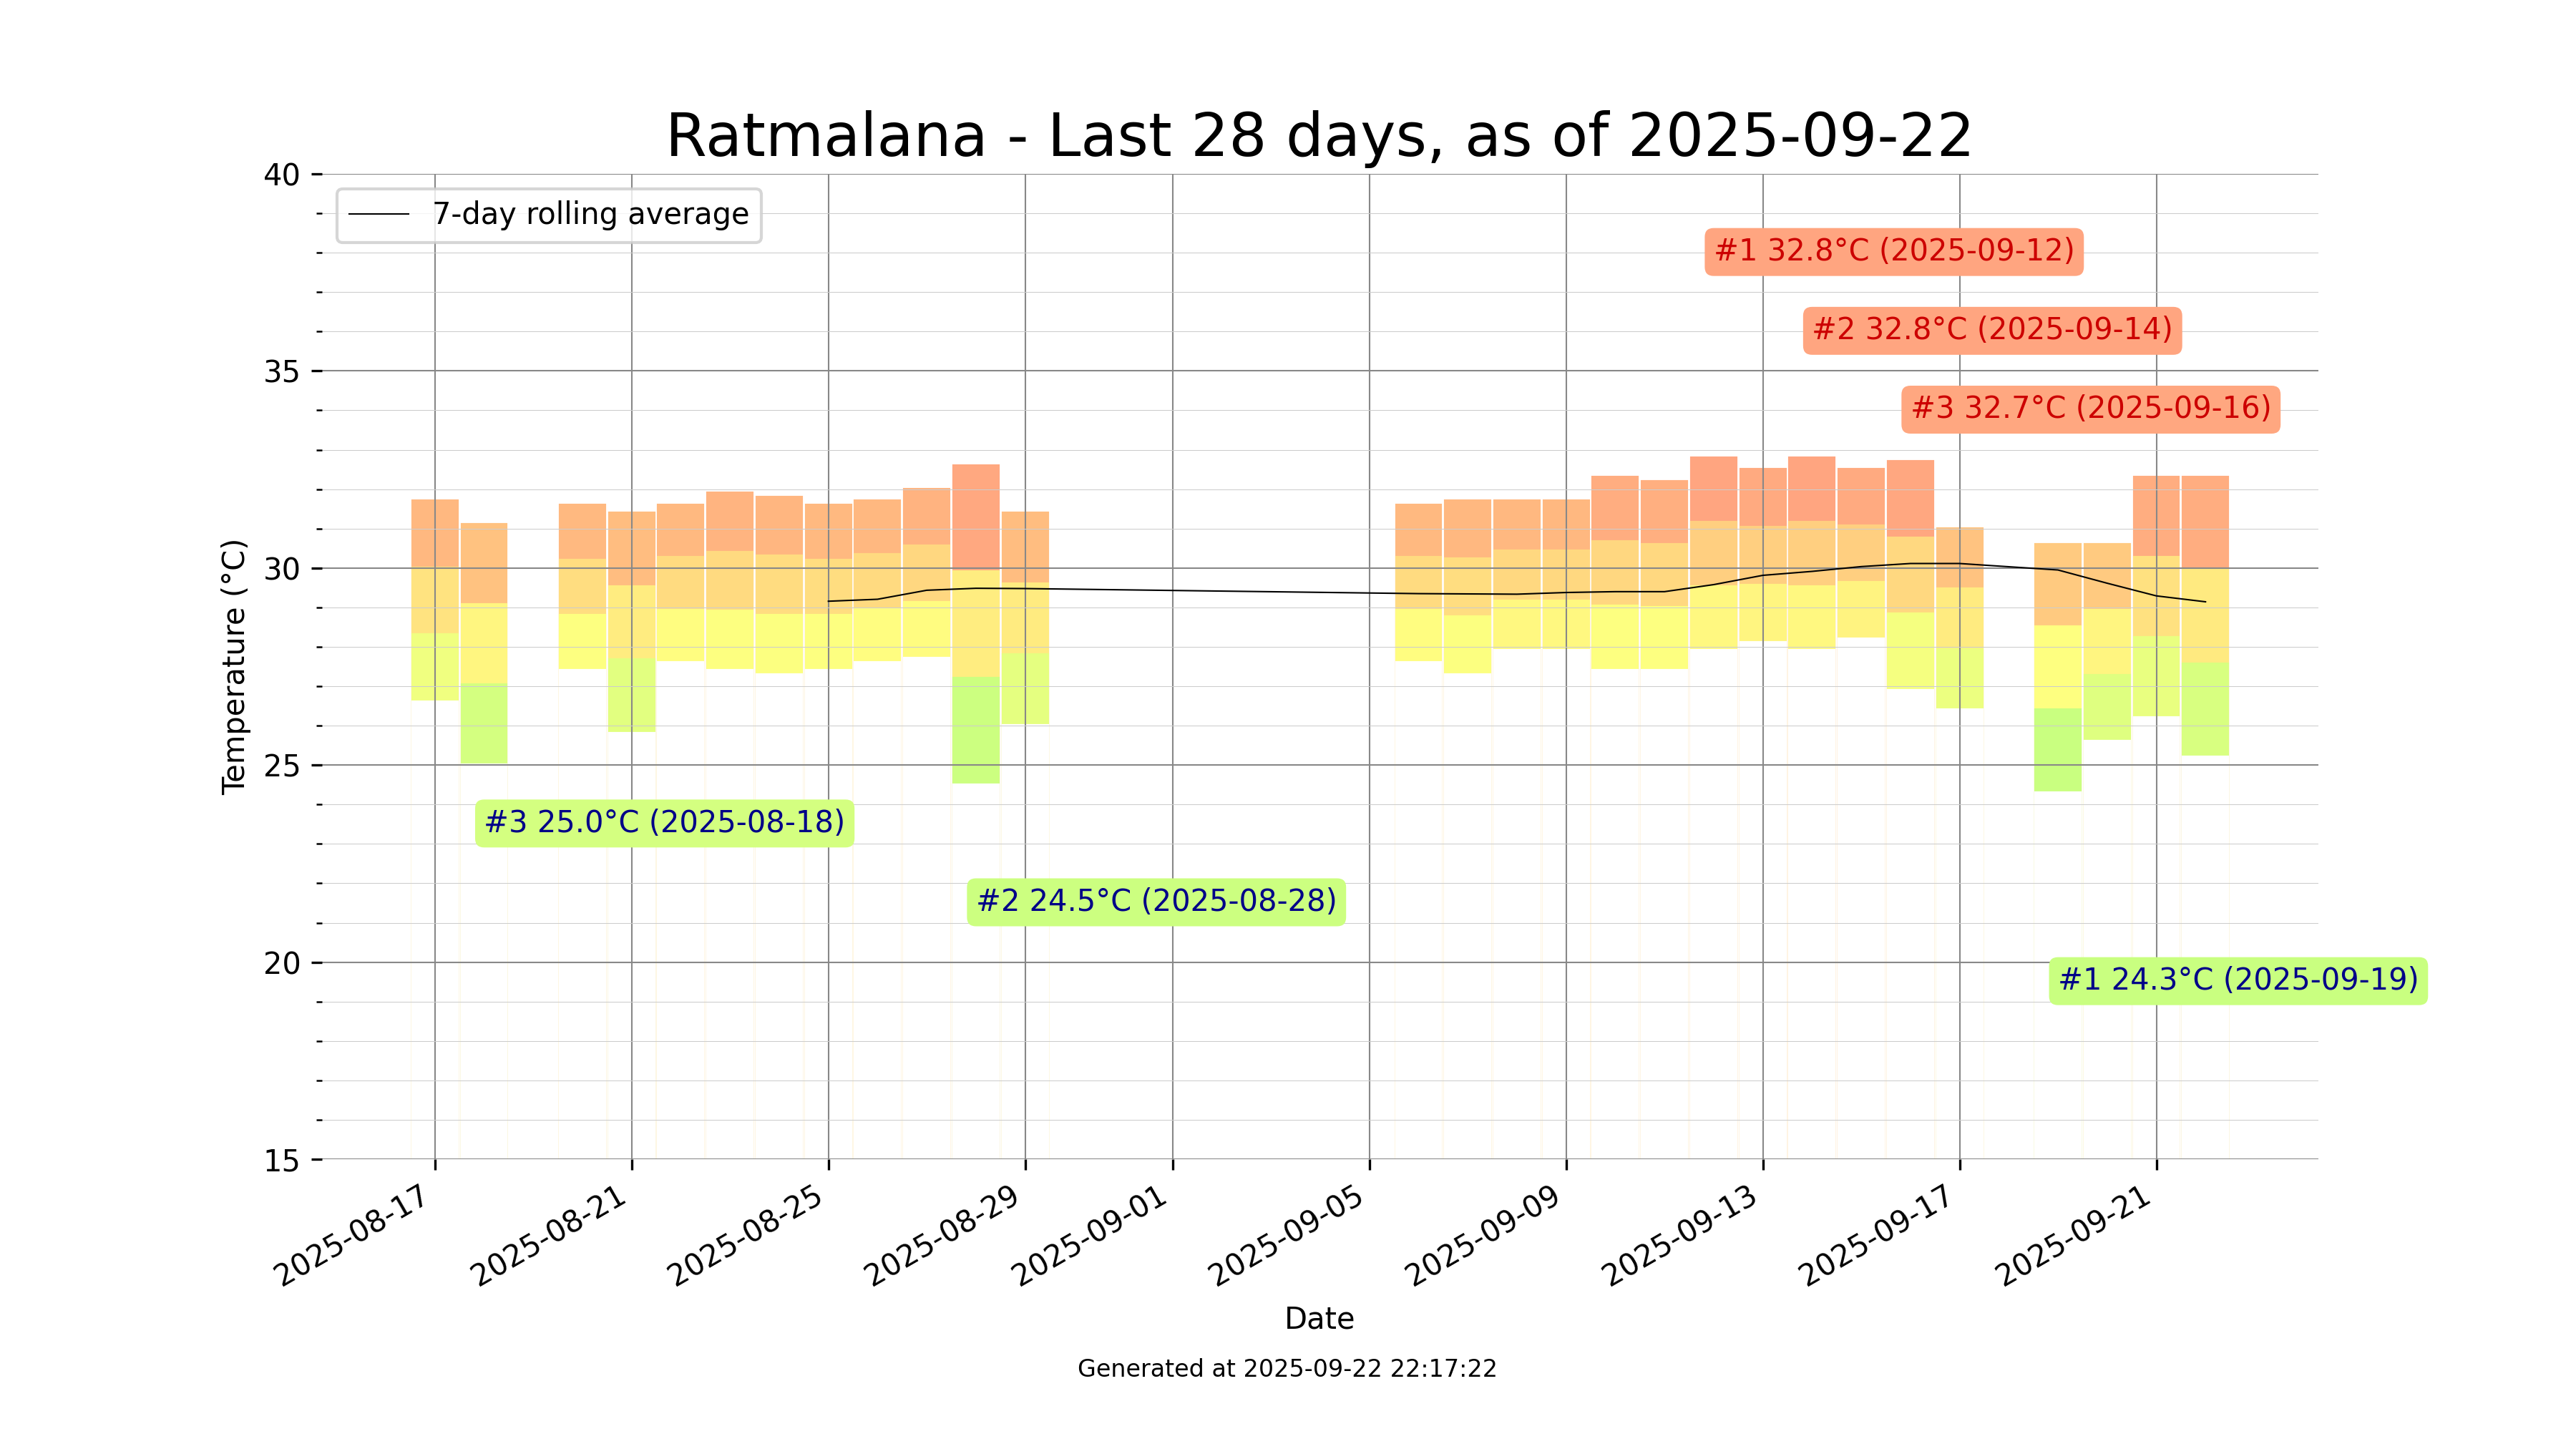 Ratmalana - Last 28 days, as of 2025-09-22
7-day rolling average
#1 32.8°C (2025-09-12)
#2 32.8°C (2025-09-14)
#3 32.7°C (2025-09-16)
#3 25.0°C (2025-08-18)
#2 24.5°C (2025-08-28)
#1 24.3°C (2025-09-19)
Temperature (°C)
40
35
30
25
20
15
2025-08-17
2025-08-21
2025-08-25
2025-08-29
2025-09-01
2025-09-05
2025-09-09
2025-09-13
2025-09-17
2025-09-21
Date
Generated at 2025-09-22 22:17:22